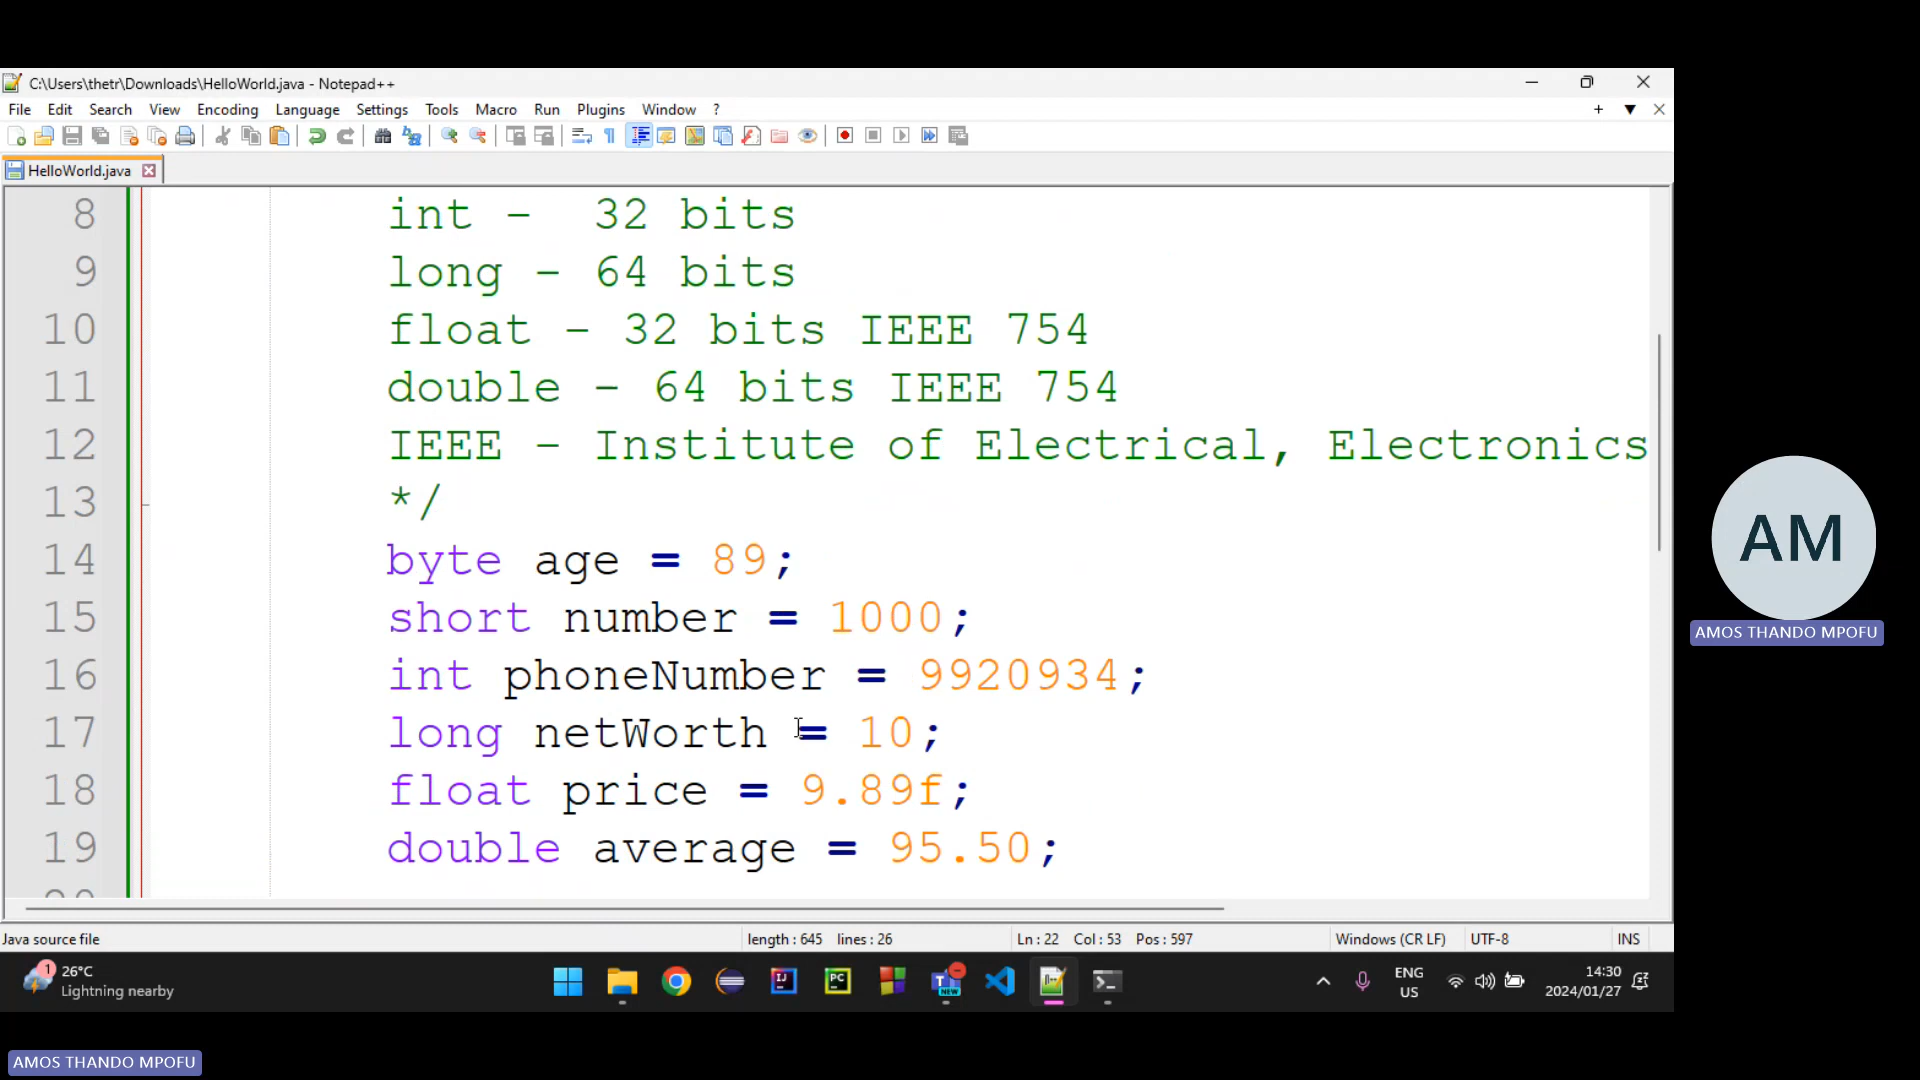 C:\Users\thetr\Downloads\HelloWorld.java - Notepad++
File Edit Search View Encoding Language Settings Tools Macro Run Plugins Window ?
HelloWorld.java
8 int - 32 bits
9 long - 64 bits
10 float - 32 bits IEEE 754
11 double - 64 bits IEEE 754
12 IEEE - Institute of Electrical, Electronics
13 */
14 byte age = 89;
15 short number = 1000;
16 int phoneNumber = 9920934;
17 long netWorth = 10;
18 float price = 9.89f;
19 double average = 95.50;
AM
AMOS THANDO MPOFU
Java source file length : 645 lines : 26 Ln : 22 Col : 53 Pos : 597 Windows (CR LF) UTF-8 INS
1 26°C
Lightning nearby
NEW
ENG
US
14:30
2024/01/27
AMOS THANDO MPOFU